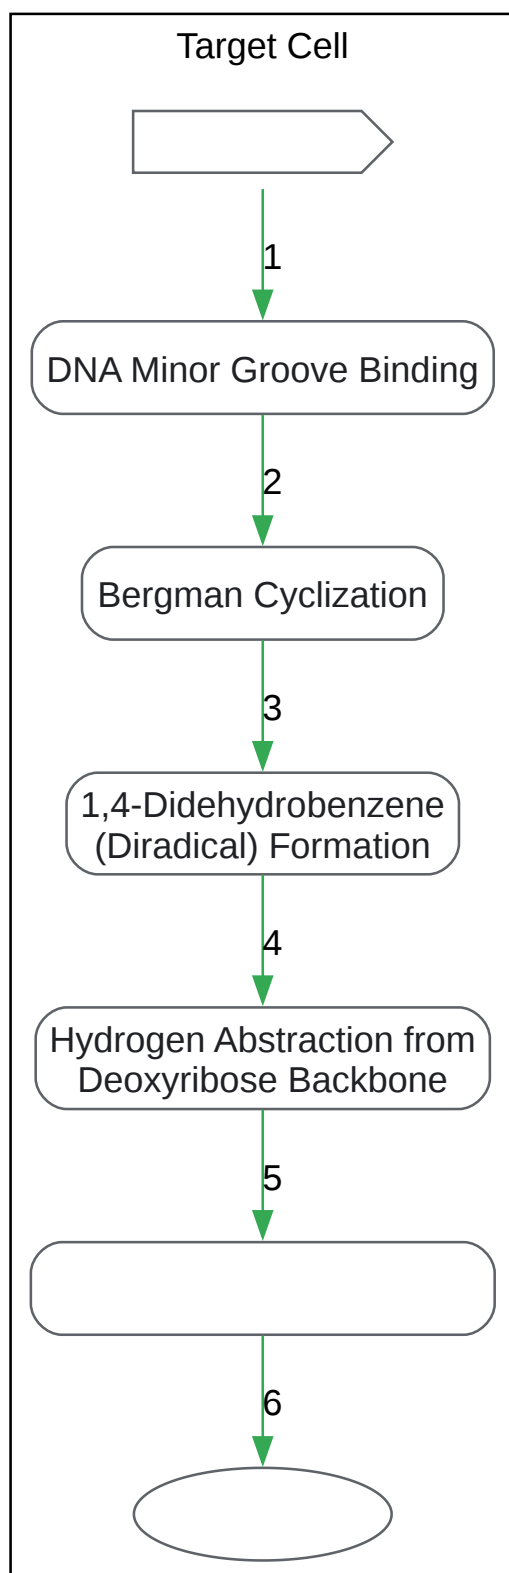 Target Cell
1
DNA Minor Groove Binding
2
Bergman Cyclization
3
1,4-Didehydrobenzene
(Diradical) Formation
4
Hydrogen Abstraction from
Deoxyribose Backbone
5
6